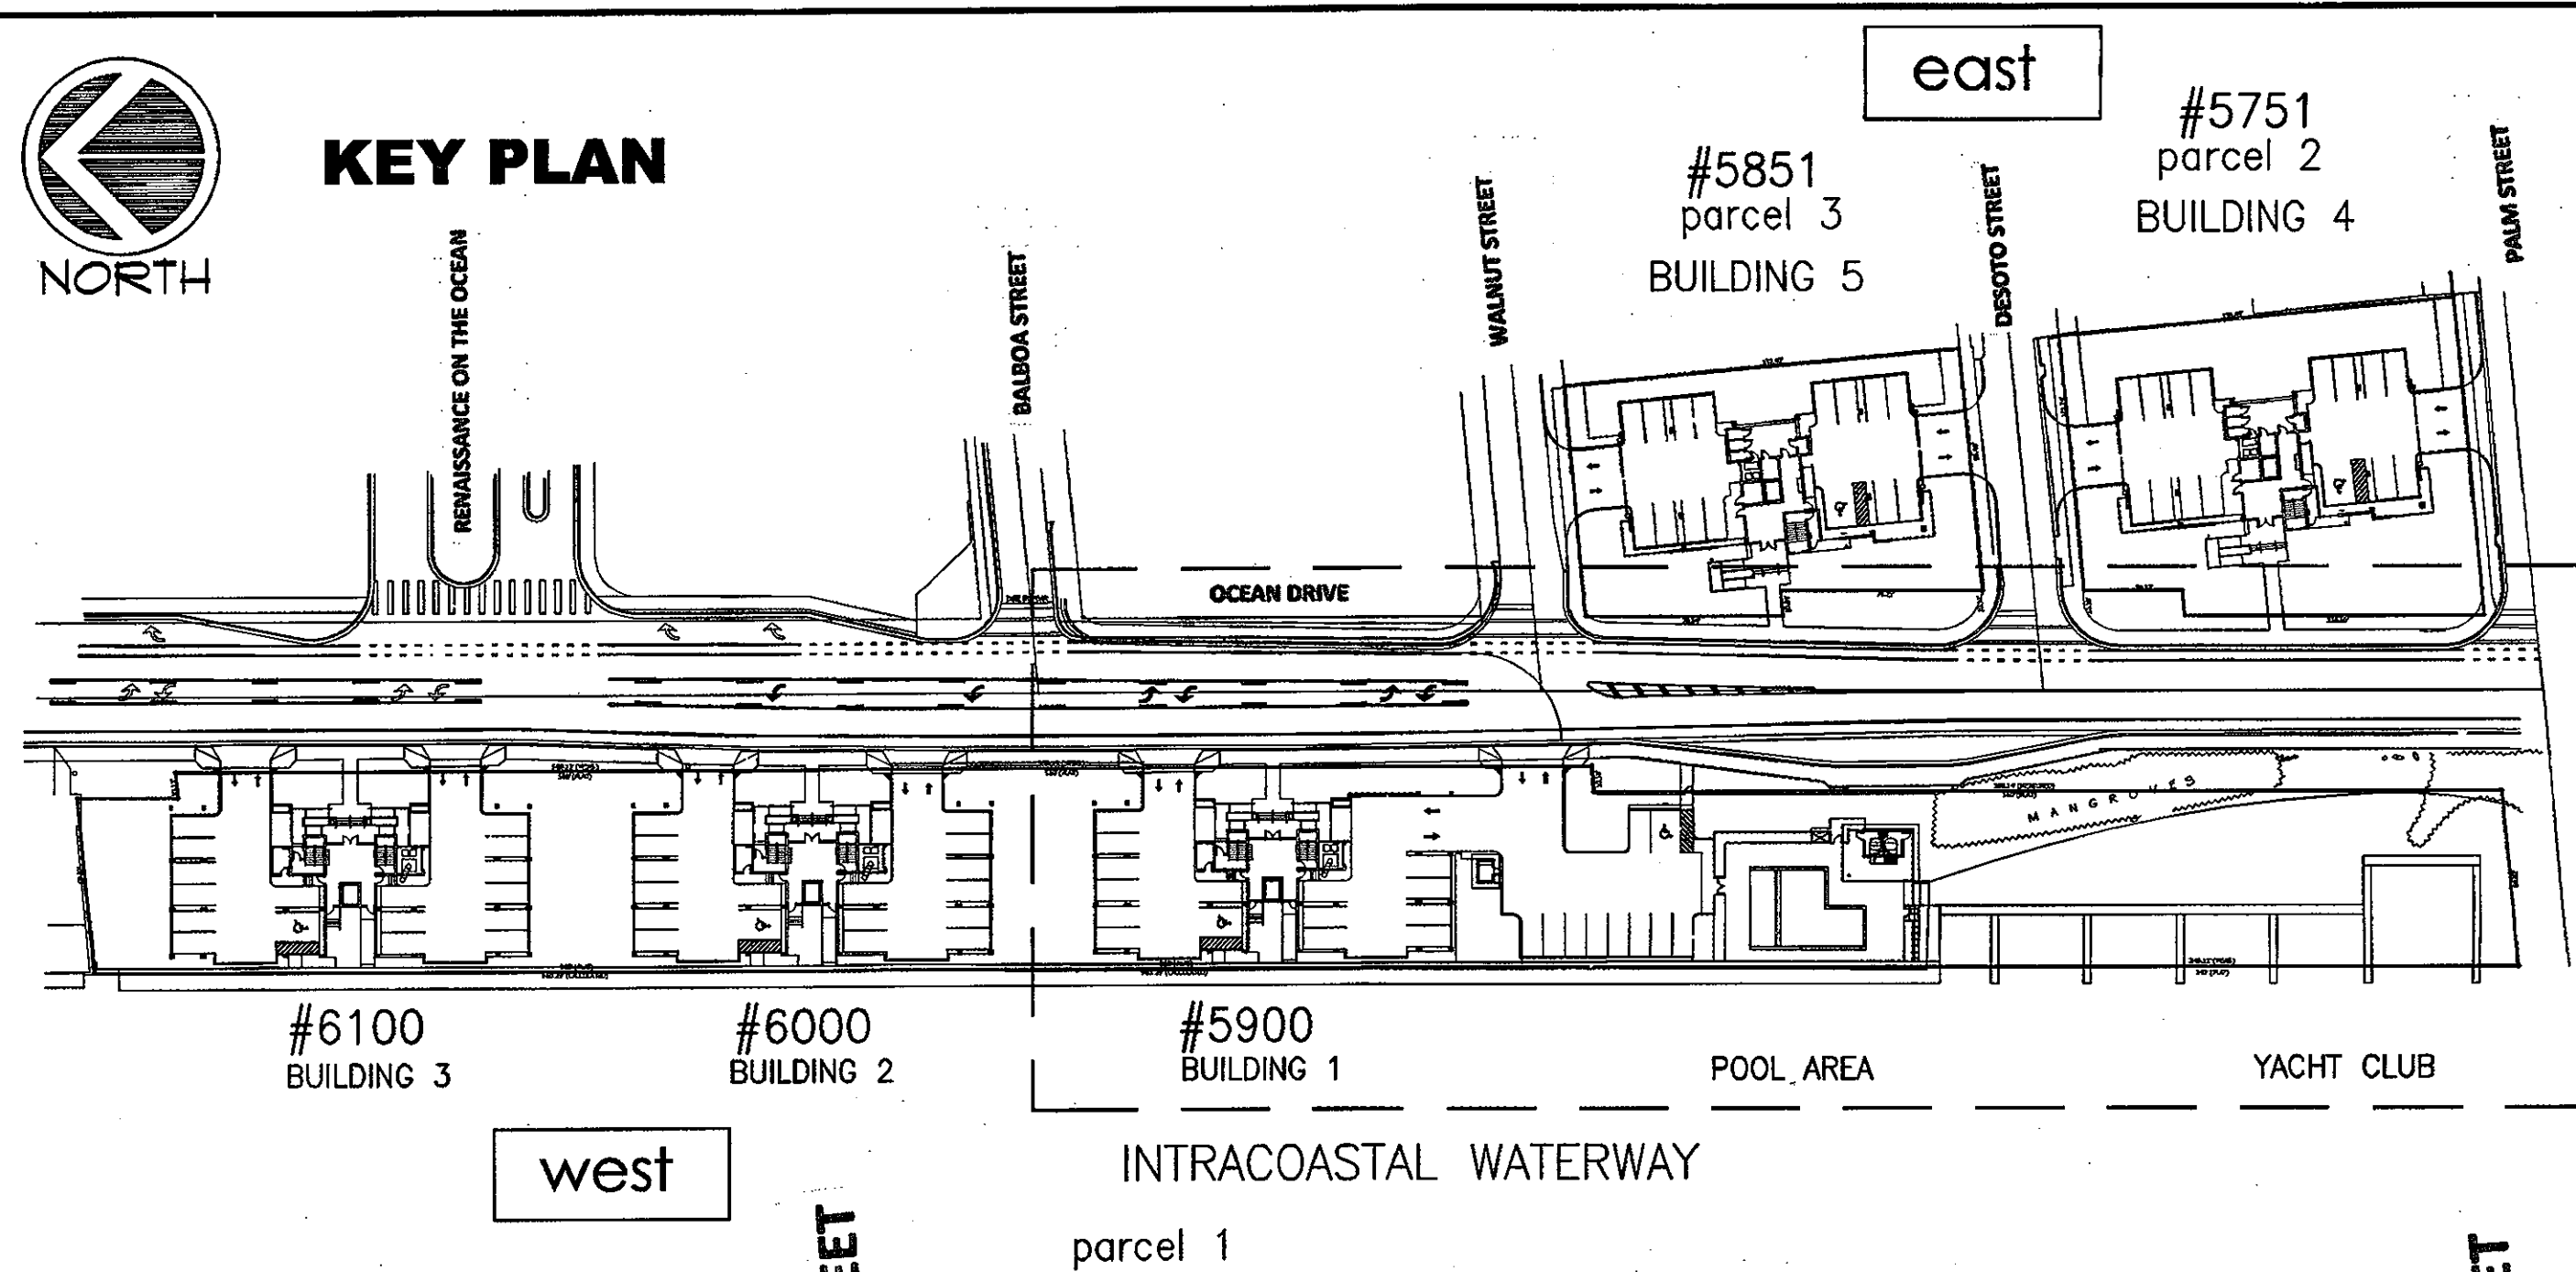 east
#5751
parcel 2
BUILDING 4
PALM STREET
KEY PLAN
#5851
parcel 3
BUILDING 5
WALNUT STREET
DESOTO STREET
NORTH
RENAISSANCE ON THE OCEAN
BALBOA STREET
OCEAN DRIVE
MANGROVES
#6100
BUILDING 3
#6000
BUILDING 2
#5900
BUILDING 1
POOL AREA
YACHT CLUB
west
INTRACOASTAL WATERWAY
parcel 1